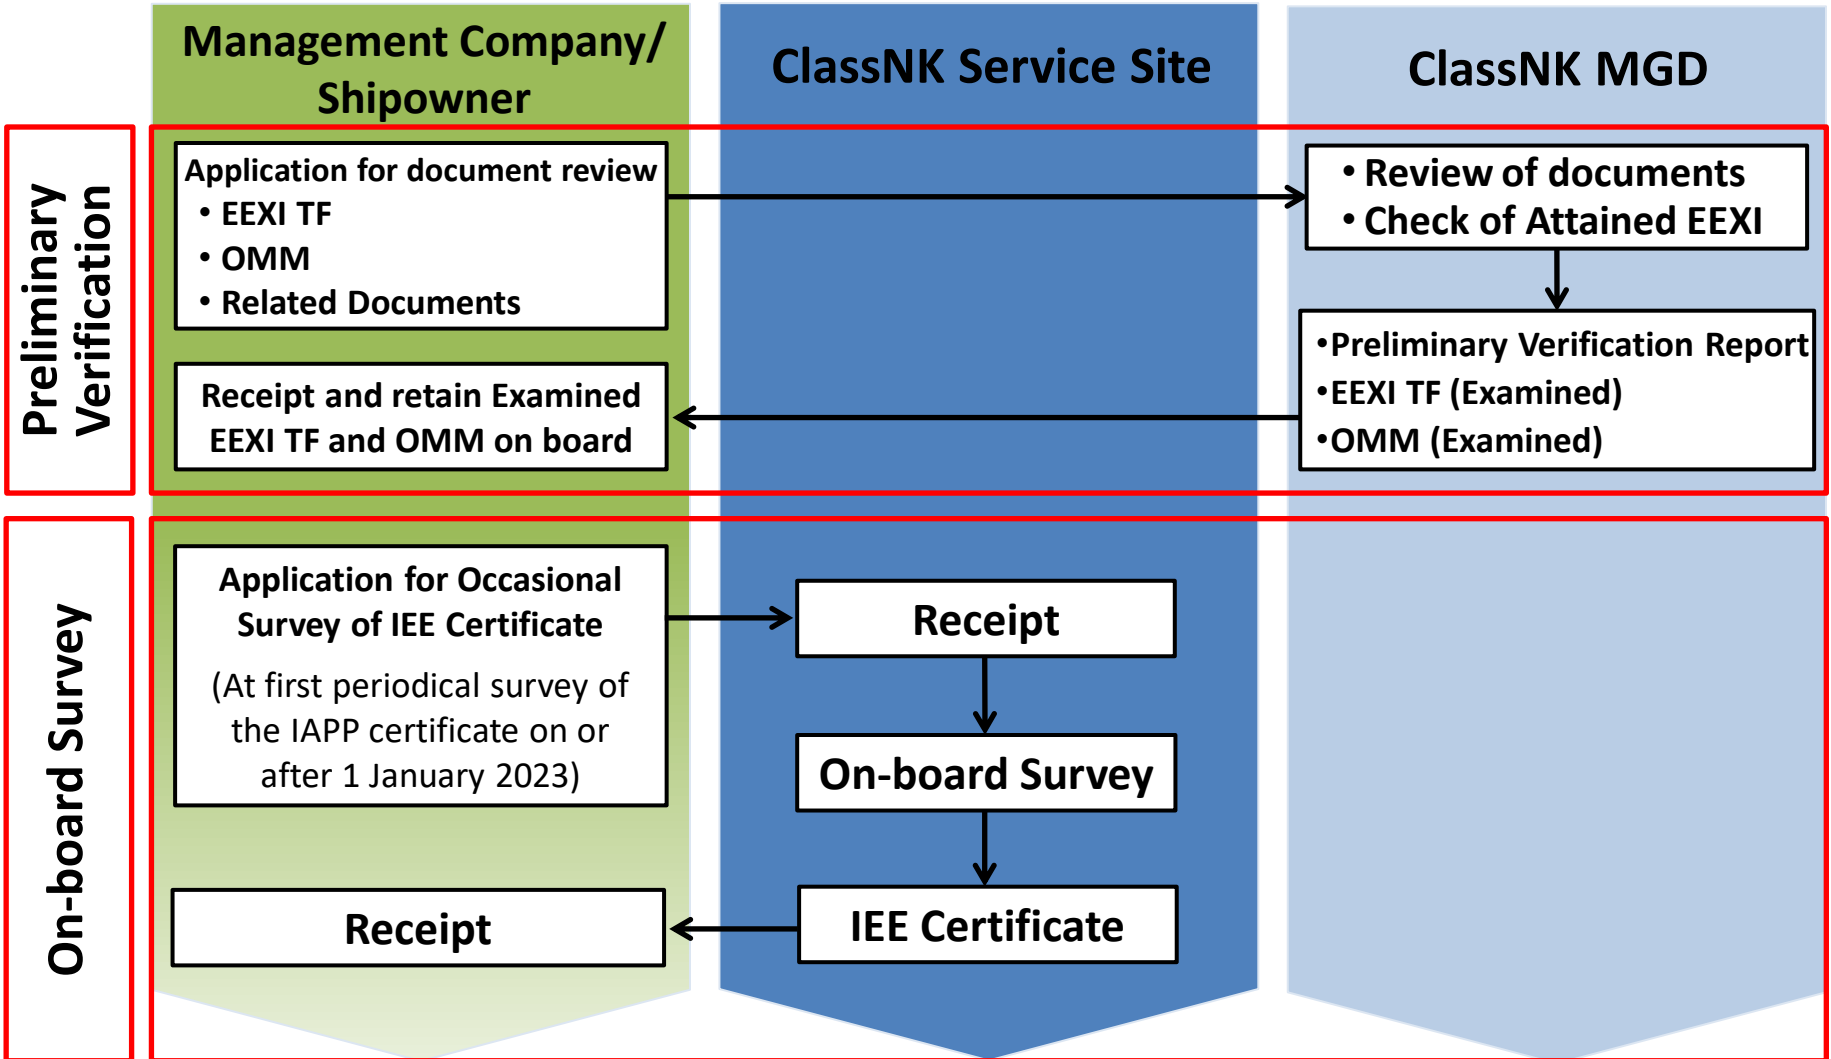 Management Company/
Shipowner
ClassNK Service Site
ClassNK MGD
Preliminary
Verification
Application for document review
• EEXI TF
• OMM
• Related Documents
• Review of documents
• Check of Attained EEXI
•Preliminary Verification Report
•EEXI TF (Examined)
•OMM (Examined)
Receipt and retain Examined
EEXI TF and OMM on board
On-board Survey
Application for Occasional
Survey of IEE Certificate
(At first periodical survey of
the IAPP certificate on or
after 1 January 2023)
Receipt
On-board Survey
IEE Certificate
Receipt